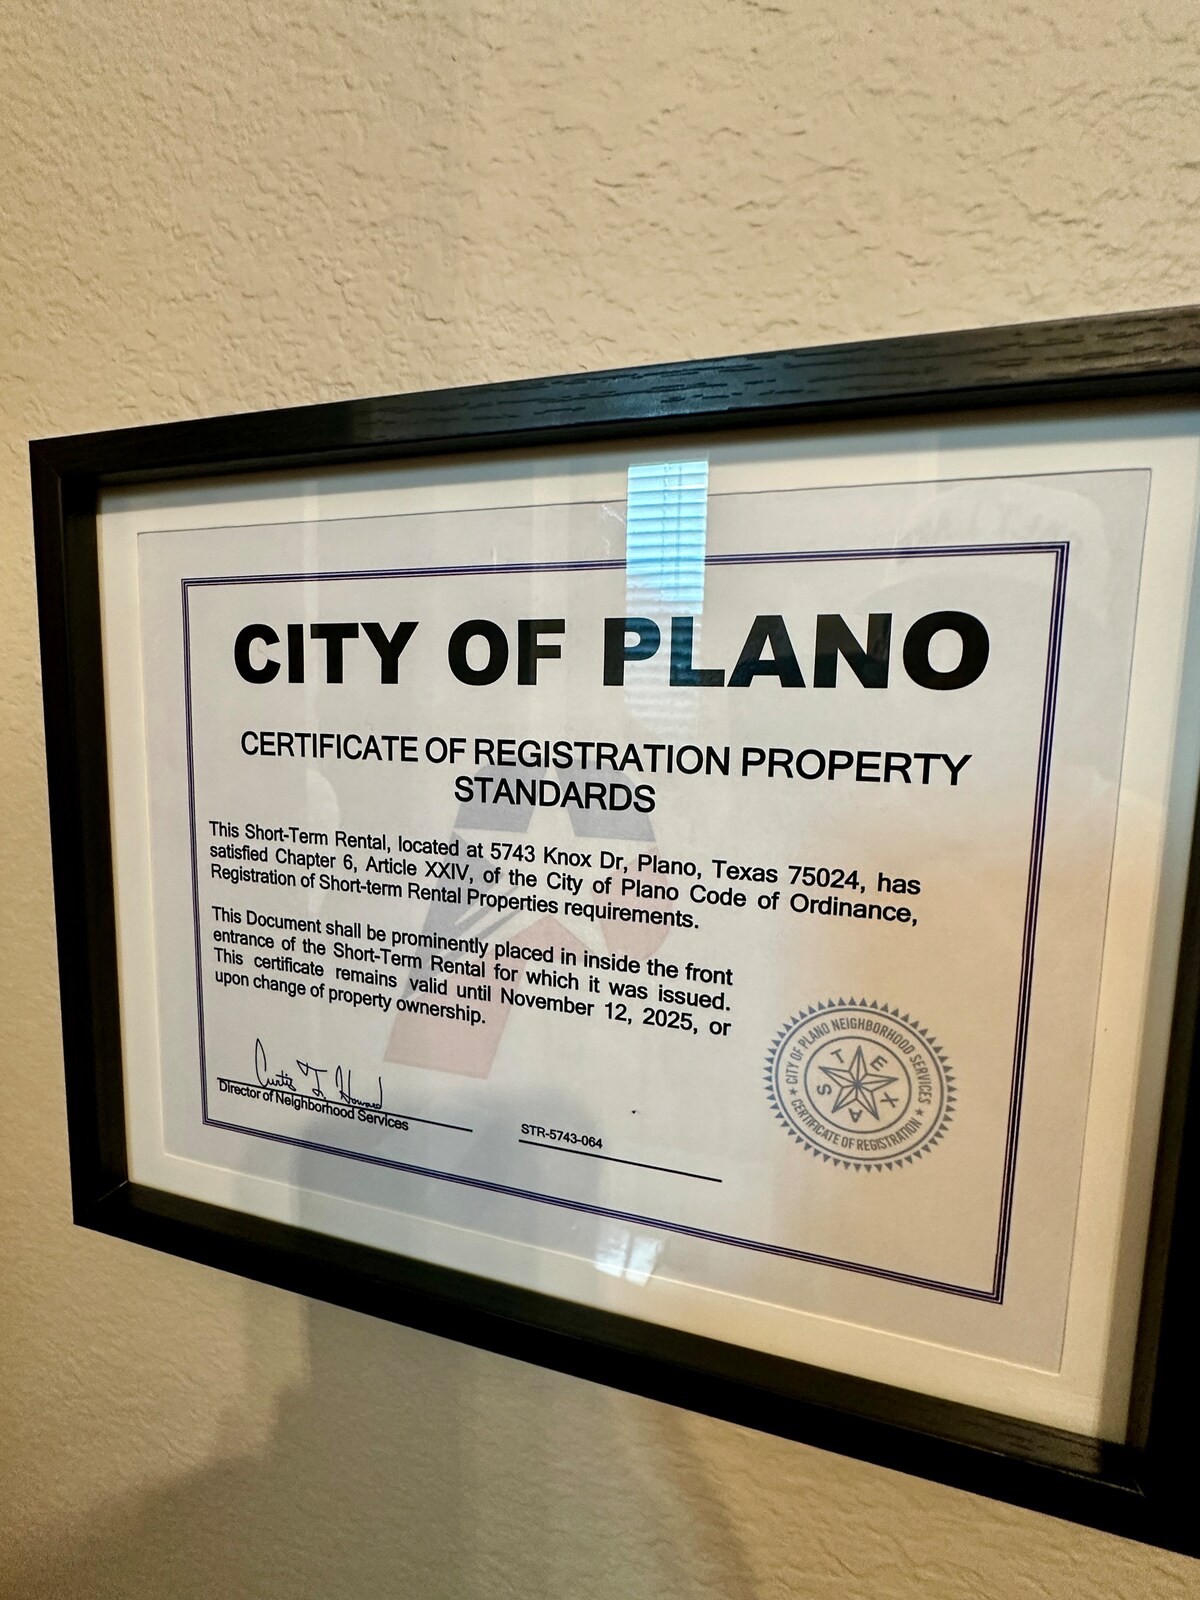 CITY OF PLANO
CERTIFICATE OF REGISTRATION PROPERTY
STANDARDS
This Short-Term Rental, located at 5743 Knox Dr, Plano, Texas 75024, has
satisfied Chapter 6, Article XXIV, of the City of Plano Code of Ordinance,
Registration of Short-term Rental Properties requirements.
This Document shall be prominently placed in inside the front
entrance of the Short-Term Rental for which it was issued.
This certificate remains valid until November 12, 2025, or
upon change of property ownership.
Curtis T. Howard
Director of Neighborhood Services
STR-5743-064
CITY OF PLANO NEIGHBORHOOD SERVICES
TEXAS
CERTIFICATE OF REGISTRATION